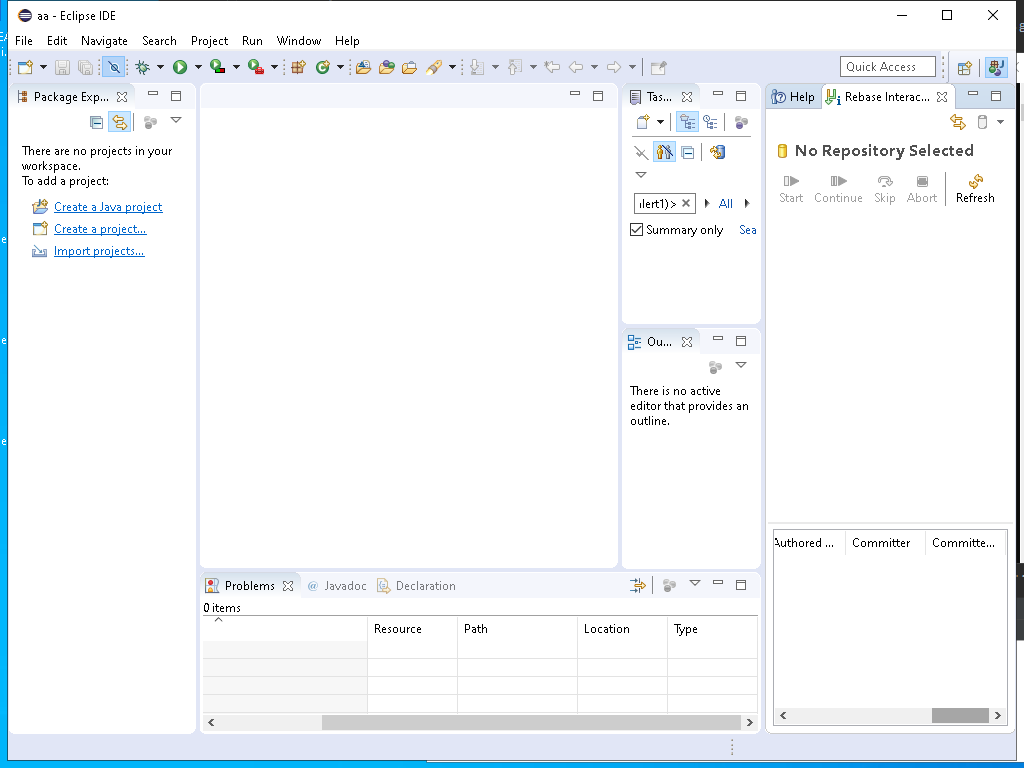 aa - Eclipse IDE
File Edit Navigate Search Project Run Window Help
Quick Access
Package Exp...
There are no projects in your
workspace.
To add a project:
Create a Java project
Create a project...
Import projects...
Tas...
All
Summary only Sea
Ou...
There is no active
editor that provides an
outline.
Help Rebase Interac...
No Repository Selected
Start Continue Skip Abort Refresh
Authored ... Committer Committe...
Problems @ Javadoc Declaration
0 items
Resource Path Location Type